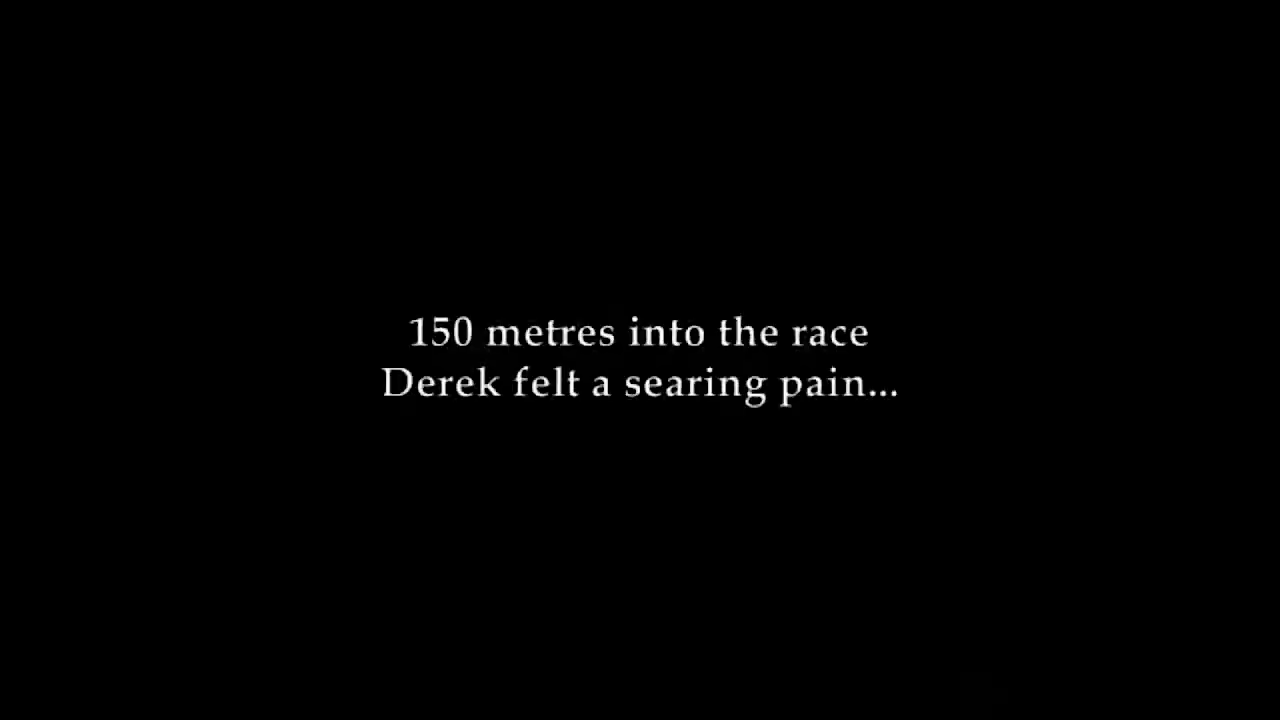 150 metres into the race
Derek felt a searing pain...